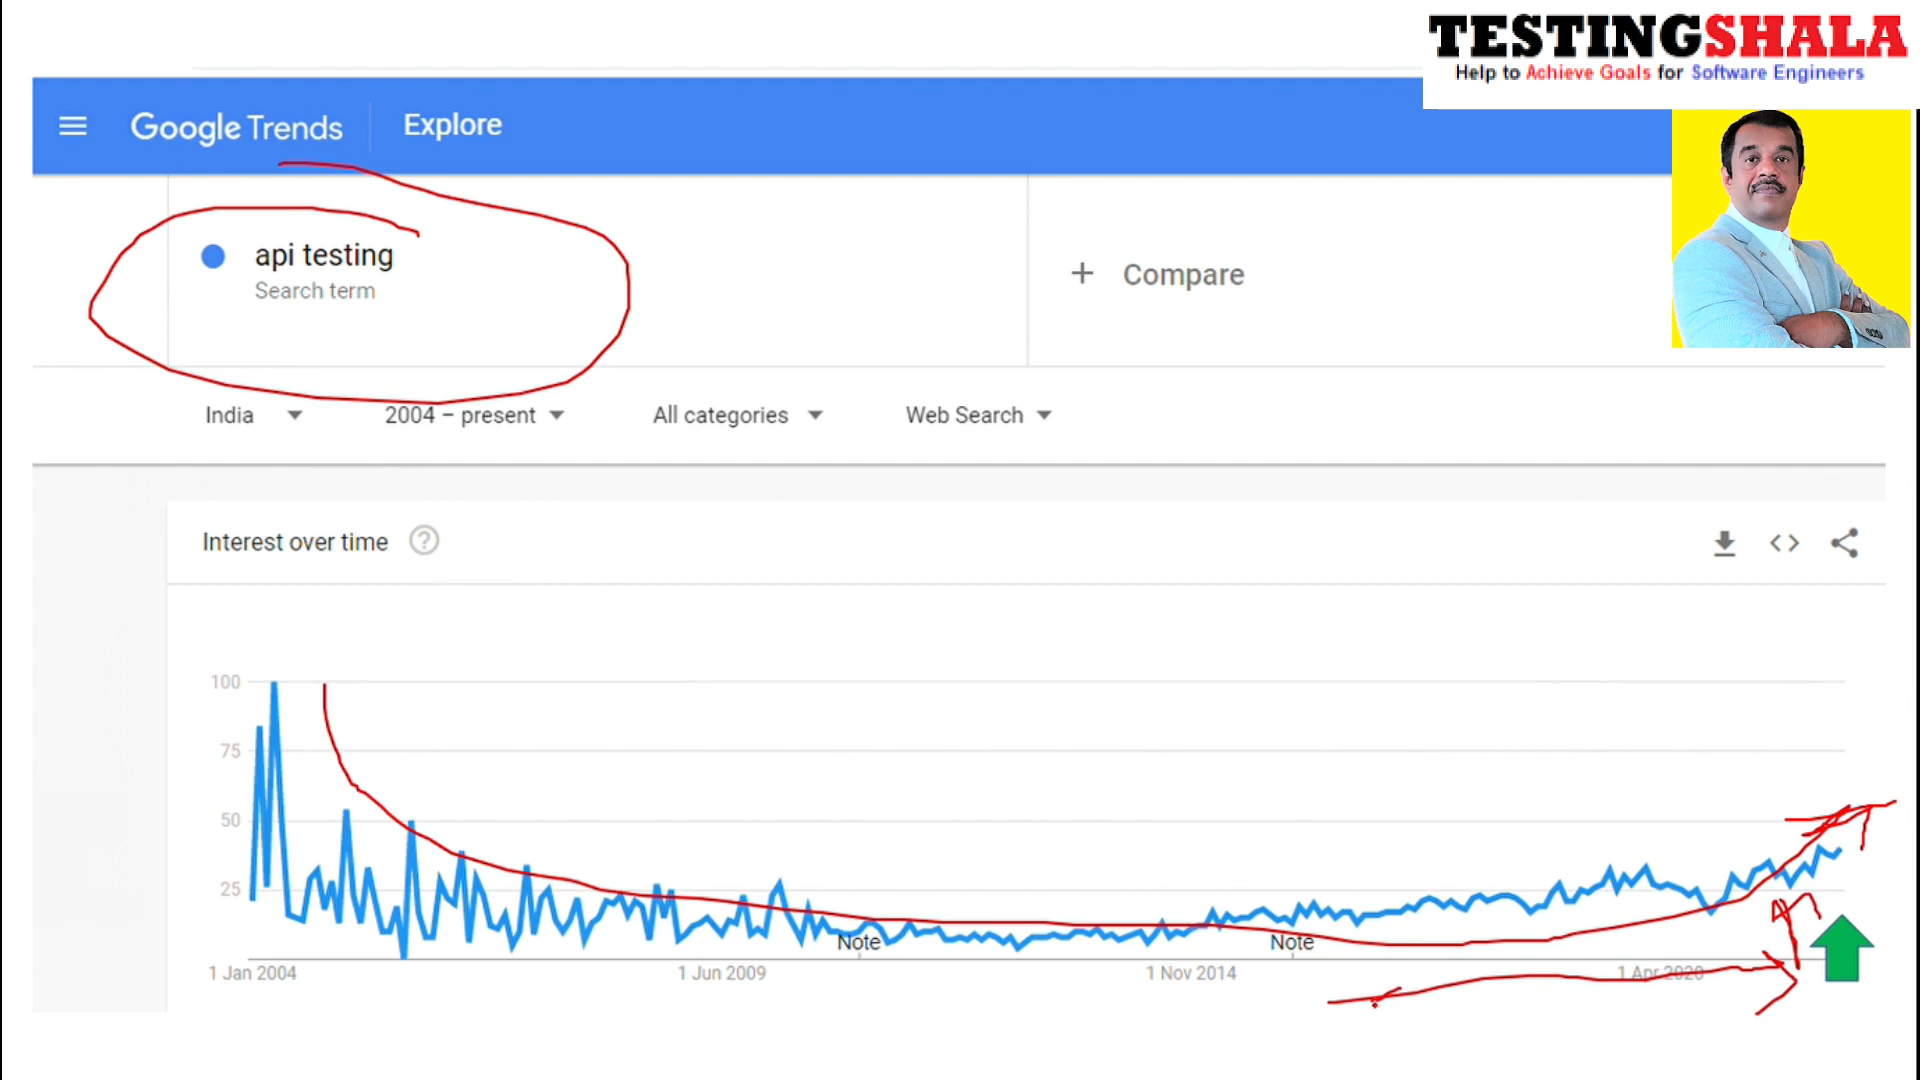 TESTINGSHALA
Help to Achieve Goals for Software Engineers
Google Trends Explore
api testing
Search term
+ Compare
India 2004 – present All categories Web Search
Interest over time ?
100
75
50
25
Note Note
1 Jan 2004 1 Jun 2009 1 Nov 2014 1 Apr 2020